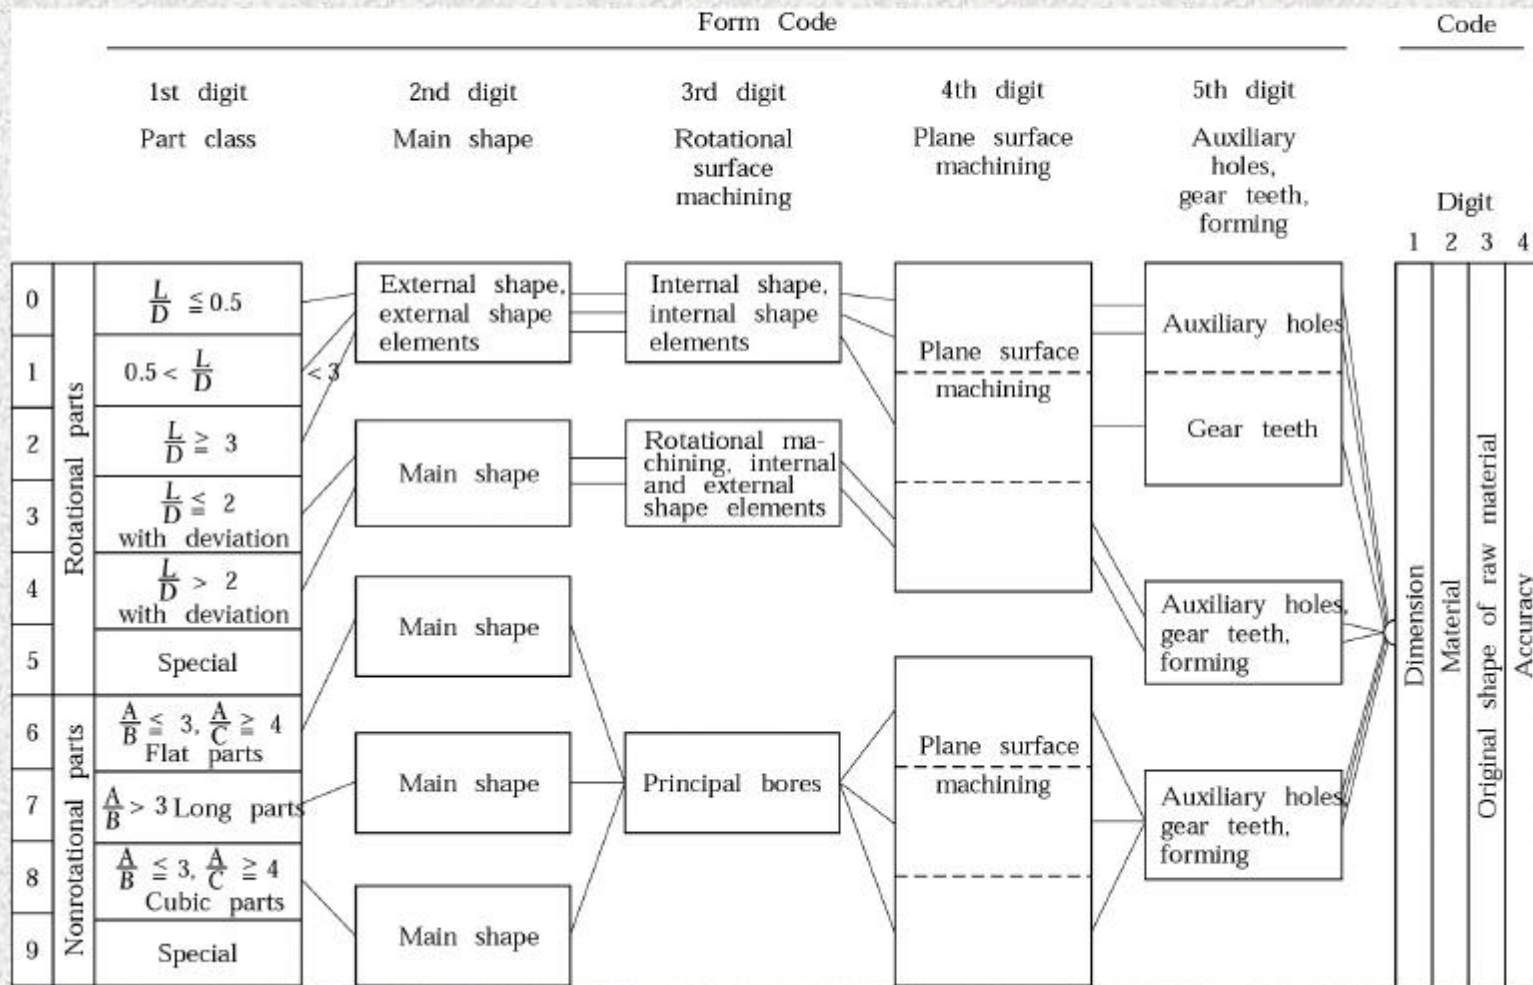 Form Code
Code
1st digit
2nd digit
3rd digit
4th digit
5th digit
Part class
Main shape
Rotational
surface
machining
Plane surface
machining
Auxiliary
holes,
gear teeth,
forming
Digit
1 2 3 4
0
1
2
3
4
5
6
7
8
9
Rotational parts
Nonrotational parts
L/D ≦ 0.5
0.5 < L/D < 3
L/D ≧ 3
L/D ≦ 2
with deviation
L/D > 2
with deviation
Special
A/B ≦ 3, A/C ≧ 4
Flat parts
A/B > 3 Long parts
A/B ≦ 3, A/C ≧ 4
Cubic parts
Special
External shape,
external shape
elements
Main shape
Main shape
Main shape
Main shape
Internal shape,
internal shape
elements
Rotational ma-
chining, internal
and external
shape elements
Principal bores
Plane surface
machining
Plane surface
machining
Auxiliary holes
Gear teeth
Auxiliary holes,
gear teeth,
forming
Auxiliary holes,
gear teeth,
forming
Dimension
Material
Original shape of raw material
Accuracy